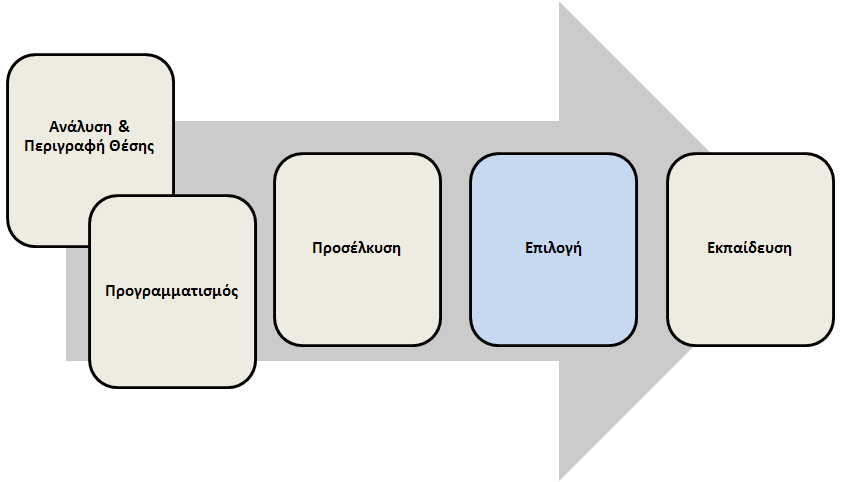 Ανάλυση &
Περιγραφή Θέσης
Προγραμματισμός
Προσέλκυση
Επιλογή
Εκπαίδευση